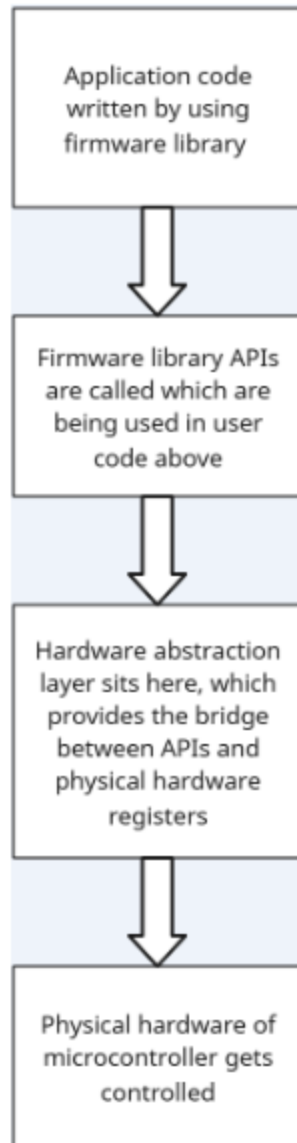 Application code
written by using
firmware library
Firmware library APIs
are called which are
being used in user
code above
Hardware abstraction
layer sits here, which
provides the bridge
between APIs and
physical hardware
registers
Physical hardware of
microcontroller gets
controlled